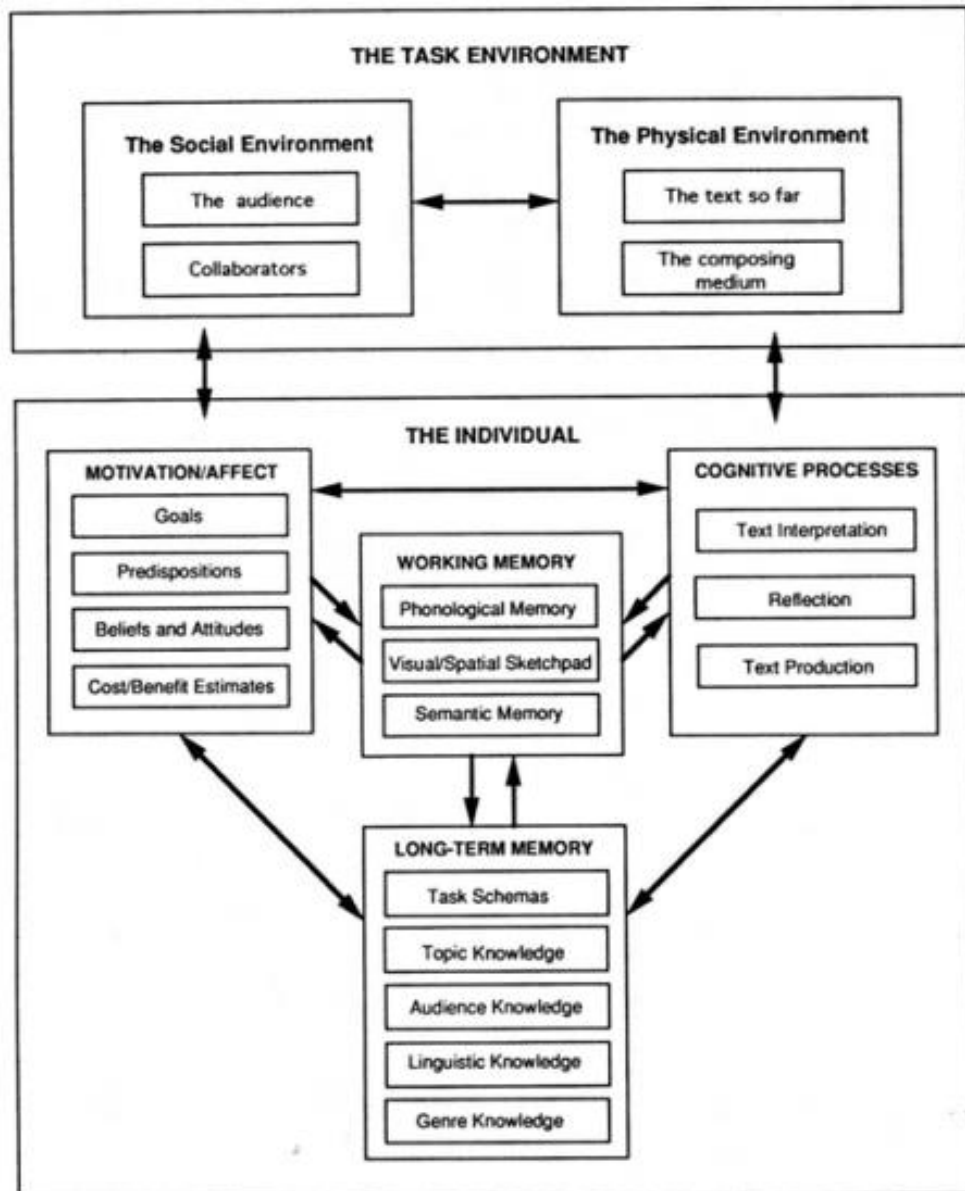 THE TASK ENVIRONMENT
The Social Environment
The audience
Collaborators
The Physical Environment
The text so far
The composing
medium
THE INDIVIDUAL
MOTIVATION/AFFECT
Goals
Predispositions
Beliefs and Attitudes
Cost/Benefit Estimates
WORKING MEMORY
Phonological Memory
Visual/Spatial Sketchpad
Semantic Memory
COGNITIVE PROCESSES
Text Interpretation
Reflection
Text Production
LONG-TERM MEMORY
Task Schemas
Topic Knowledge
Audience Knowledge
Linguistic Knowledge
Genre Knowledge